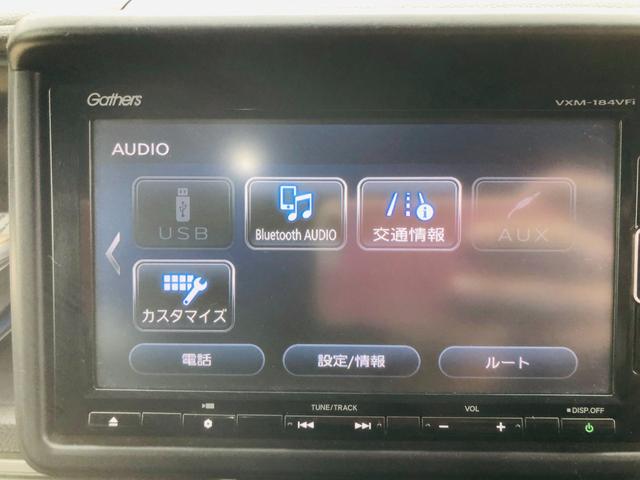 Gathers
VXM-184VFi
AUDIO
USB
Bluetooth AUDIO
交通情報
AUX
カスタマイズ
電話
設定/情報
ルート
TUNE/TRACK
VOL
DISP.OFF